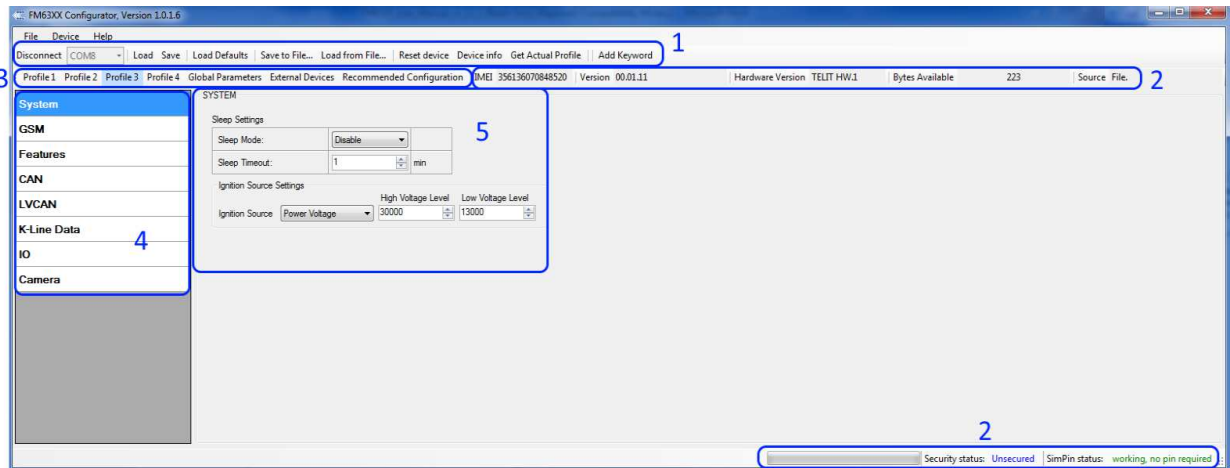 FM63XX Configurator, Version 1.0.1.6
File Device Help
1
Disconnect COM8 Load Save Load Defaults Save to File... Load from File... Reset device Device info Get Actual Profile Add Keyword
3 Profile 1 Profile 2 Profile 3 Profile 4 Global Parameters External Devices Recommended Configuration IMEI 356136070848520 Version 00.01.11 Hardware Version TELIT HW.1 Bytes Available 223 Source File. 2
System
GSM
Features
CAN
LVCAN
K-Line Data
IO
Camera
4
SYSTEM
Sleep Settings
5
Sleep Mode: Disable
Sleep Timeout: 1 min
Ignition Source Settings
High Voltage Level Low Voltage Level
Ignition Source Power Voltage 30000 13000
2
Security status: Unsecured SimPin status: working, no pin required